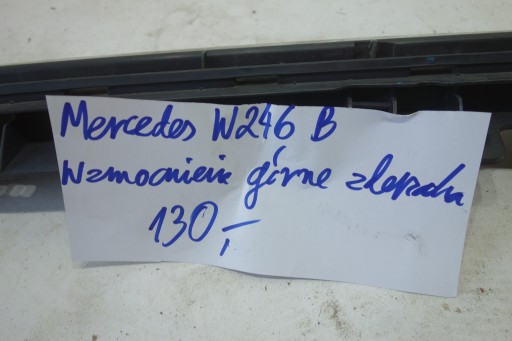 Mercedes W246 B
Wzmocnienie górne zderzaka
130,-